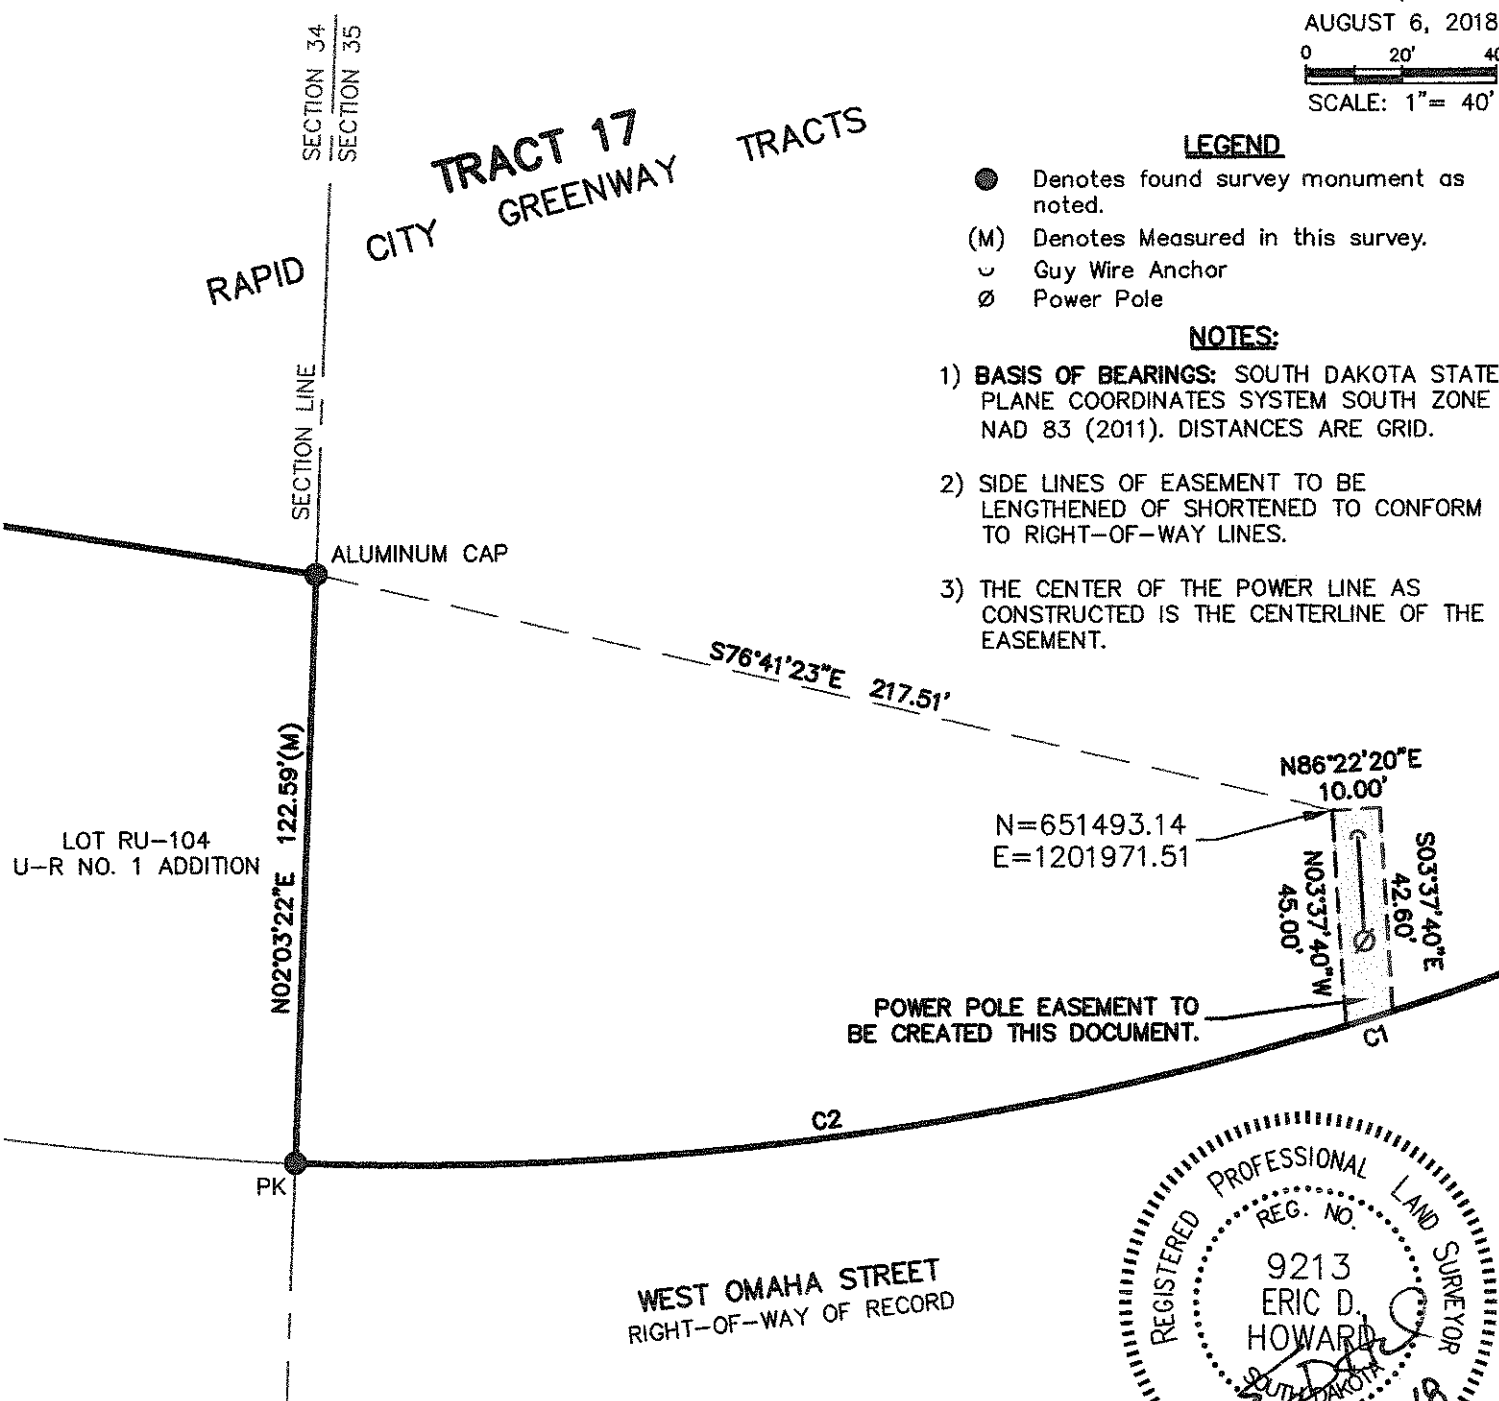 AUGUST 6, 2018
0 20' 40
SCALE: 1"= 40'
SECTION 34
SECTION 35
TRACT 17
RAPID CITY GREENWAY TRACTS
LEGEND
Denotes found survey monument as
noted.
(M) Denotes Measured in this survey.
Guy Wire Anchor
Ø Power Pole
NOTES:
1) BASIS OF BEARINGS: SOUTH DAKOTA STATE
PLANE COORDINATES SYSTEM SOUTH ZONE
NAD 83 (2011). DISTANCES ARE GRID.
2) SIDE LINES OF EASEMENT TO BE
LENGTHENED OF SHORTENED TO CONFORM
TO RIGHT-OF-WAY LINES.
3) THE CENTER OF THE POWER LINE AS
CONSTRUCTED IS THE CENTERLINE OF THE
EASEMENT.
SECTION LINE
ALUMINUM CAP
S76°41'23"E 217.51'
N02°03'22"E 122.59'(M)
LOT RU-104
U-R NO. 1 ADDITION
N86°22'20"E
10.00'
N=651493.14
E=1201971.51
N03°37'40"W
45.00'
S03°37'40"E
42.60'
POWER POLE EASEMENT TO
BE CREATED THIS DOCUMENT.
C1
C2
PK
WEST OMAHA STREET
RIGHT-OF-WAY OF RECORD
REGISTERED PROFESSIONAL LAND SURVEYOR
REG. NO.
9213
ERIC D.
HOWARD
SOUTH DAKOTA
18